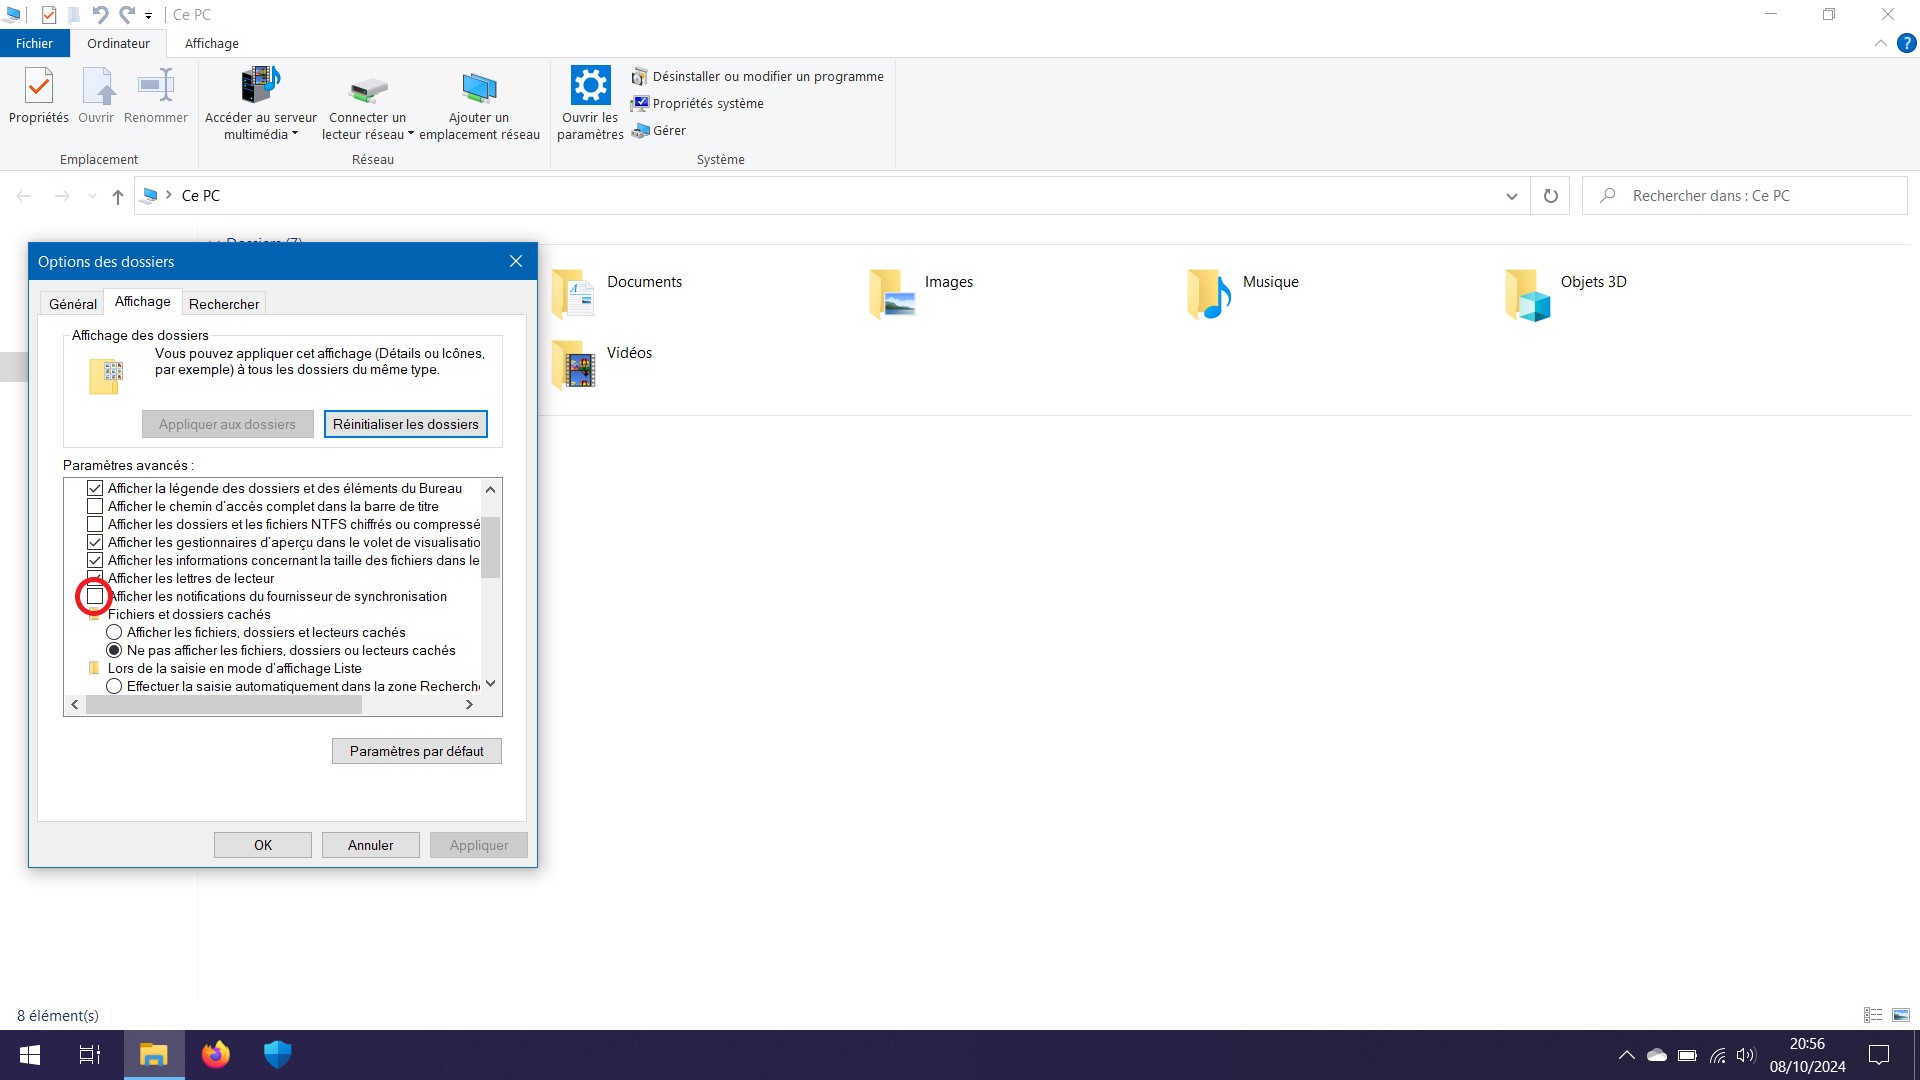 Ce PC
Fichier
Ordinateur
Affichage
?
Propriétés
Ouvrir
Renommer
Accéder au serveur
multimédia
Connecter un
lecteur réseau
Ajouter un
emplacement réseau
Ouvrir les
paramètres
Désinstaller ou modifier un programme
Propriétés système
Gérer
Emplacement
Réseau
Système
Ce PC
Rechercher dans : Ce PC
Dossiers (7)
Options des dossiers
Général
Affichage
Rechercher
Affichage des dossiers
Vous pouvez appliquer cet affichage (Détails ou Icônes,
par exemple) à tous les dossiers du même type.
Appliquer aux dossiers
Réinitialiser les dossiers
Paramètres avancés :
Afficher la légende des dossiers et des éléments du Bureau
Afficher le chemin d'accès complet dans la barre de titre
Afficher les dossiers et les fichiers NTFS chiffrés ou compressé
Afficher les gestionnaires d'aperçu dans le volet de visualisatio
Afficher les informations concernant la taille des fichiers dans le
Afficher les lettres de lecteur
Afficher les notifications du fournisseur de synchronisation
Fichiers et dossiers cachés
Afficher les fichiers, dossiers et lecteurs cachés
Ne pas afficher les fichiers, dossiers ou lecteurs cachés
Lors de la saisie en mode d'affichage Liste
Effectuer la saisie automatiquement dans la zone Recherch
Paramètres par défaut
OK
Annuler
Appliquer
Documents
Images
Musique
Objets 3D
Vidéos
8 élément(s)
20:56
08/10/2024